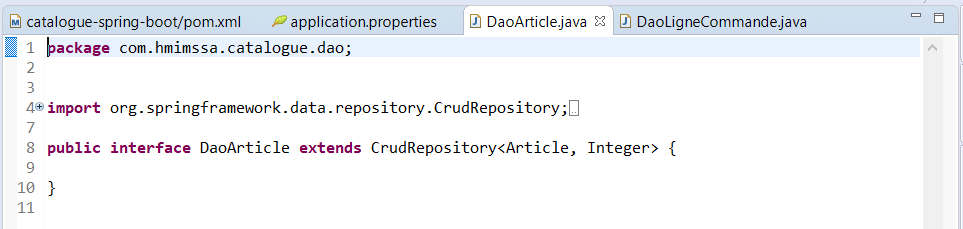 catalogue-spring-boot/pom.xml application.properties DaoArticle.java DaoLigneCommande.java
1 package com.hmimssa.catalogue.dao;
2
3
4 import org.springframework.data.repository.CrudRepository;
7
8 public interface DaoArticle extends CrudRepository<Article, Integer> {
9
10 }
11